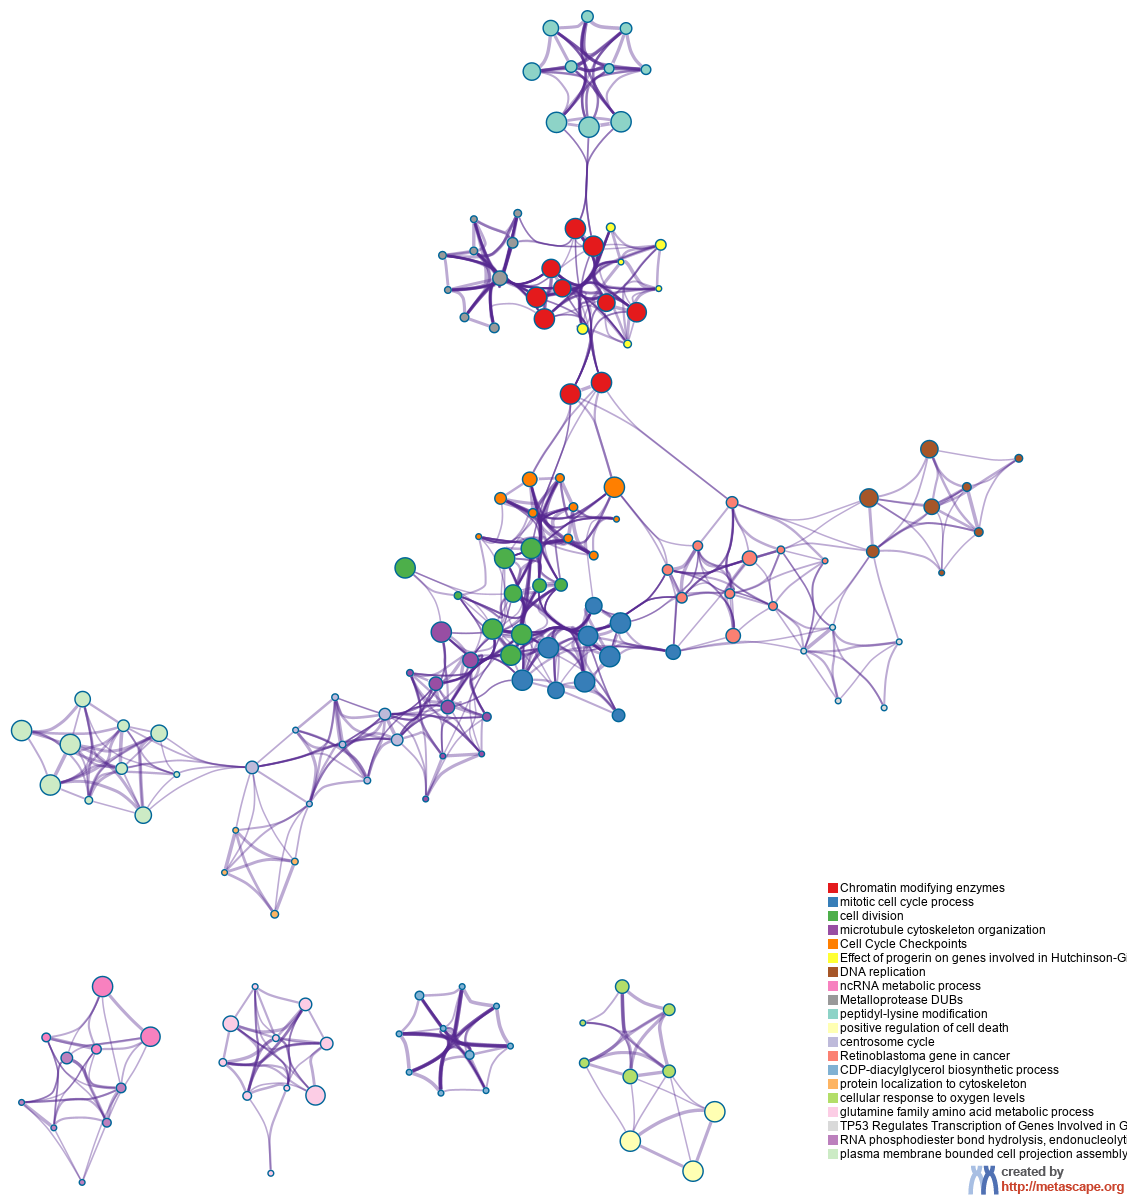 Chromatin modifying enzymes
mitotic cell cycle process
cell division
microtubule cytoskeleton organization
Cell Cycle Checkpoints
Effect of progerin on genes involved in Hutchinson-G
DNA replication
ncRNA metabolic process
Metalloprotease DUBs
peptidyl-lysine modification
positive regulation of cell death
centrosome cycle
Retinoblastoma gene in cancer
CDP-diacylglycerol biosynthetic process
protein localization to cytoskeleton
cellular response to oxygen levels
glutamine family amino acid metabolic process
TP53 Regulates Transcription of Genes Involved in G
RNA phosphodiester bond hydrolysis, endonucleolyti
plasma membrane bounded cell projection assembly
created by
http://metascape.org